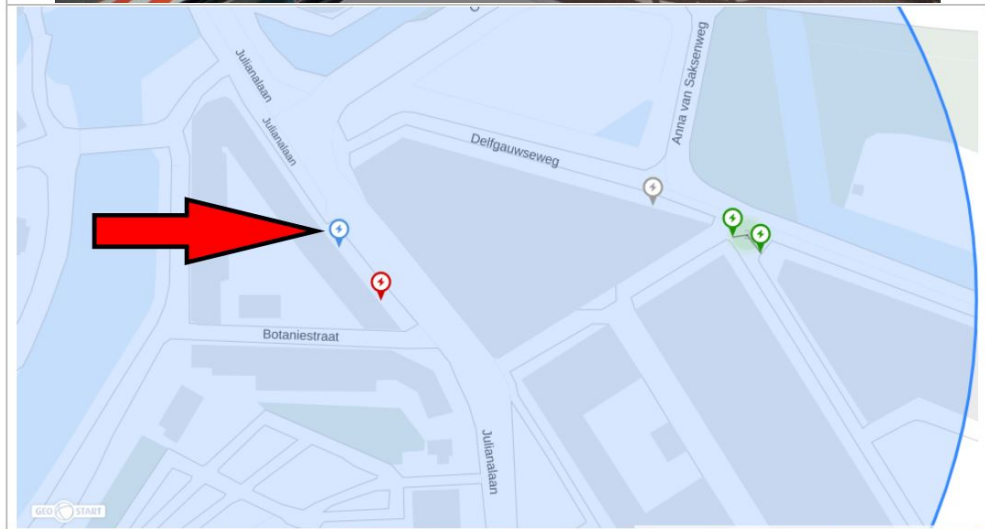 Julianalaan
Julianalaan
Anna van Saksenweg
Delfgauwseweg
Botaniestraat
Julianalaan
GEO START